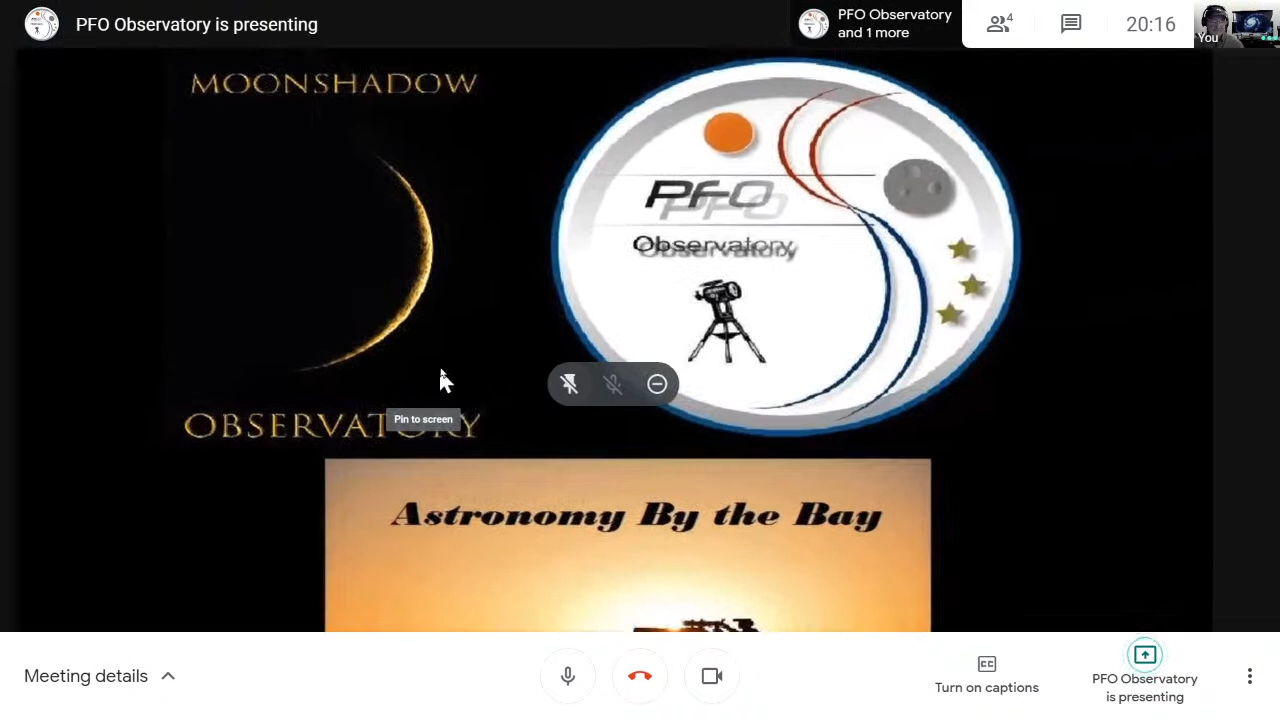 PFO Observatory is presenting
PFO Observatory
and 1 more
4
20:16
You
MOONSHADOW
PFO
Observatory
Pin to screen
OBSERVATORY
Astronomy By the Bay
Meeting details
CC
Turn on captions
PFO Observatory
is presenting